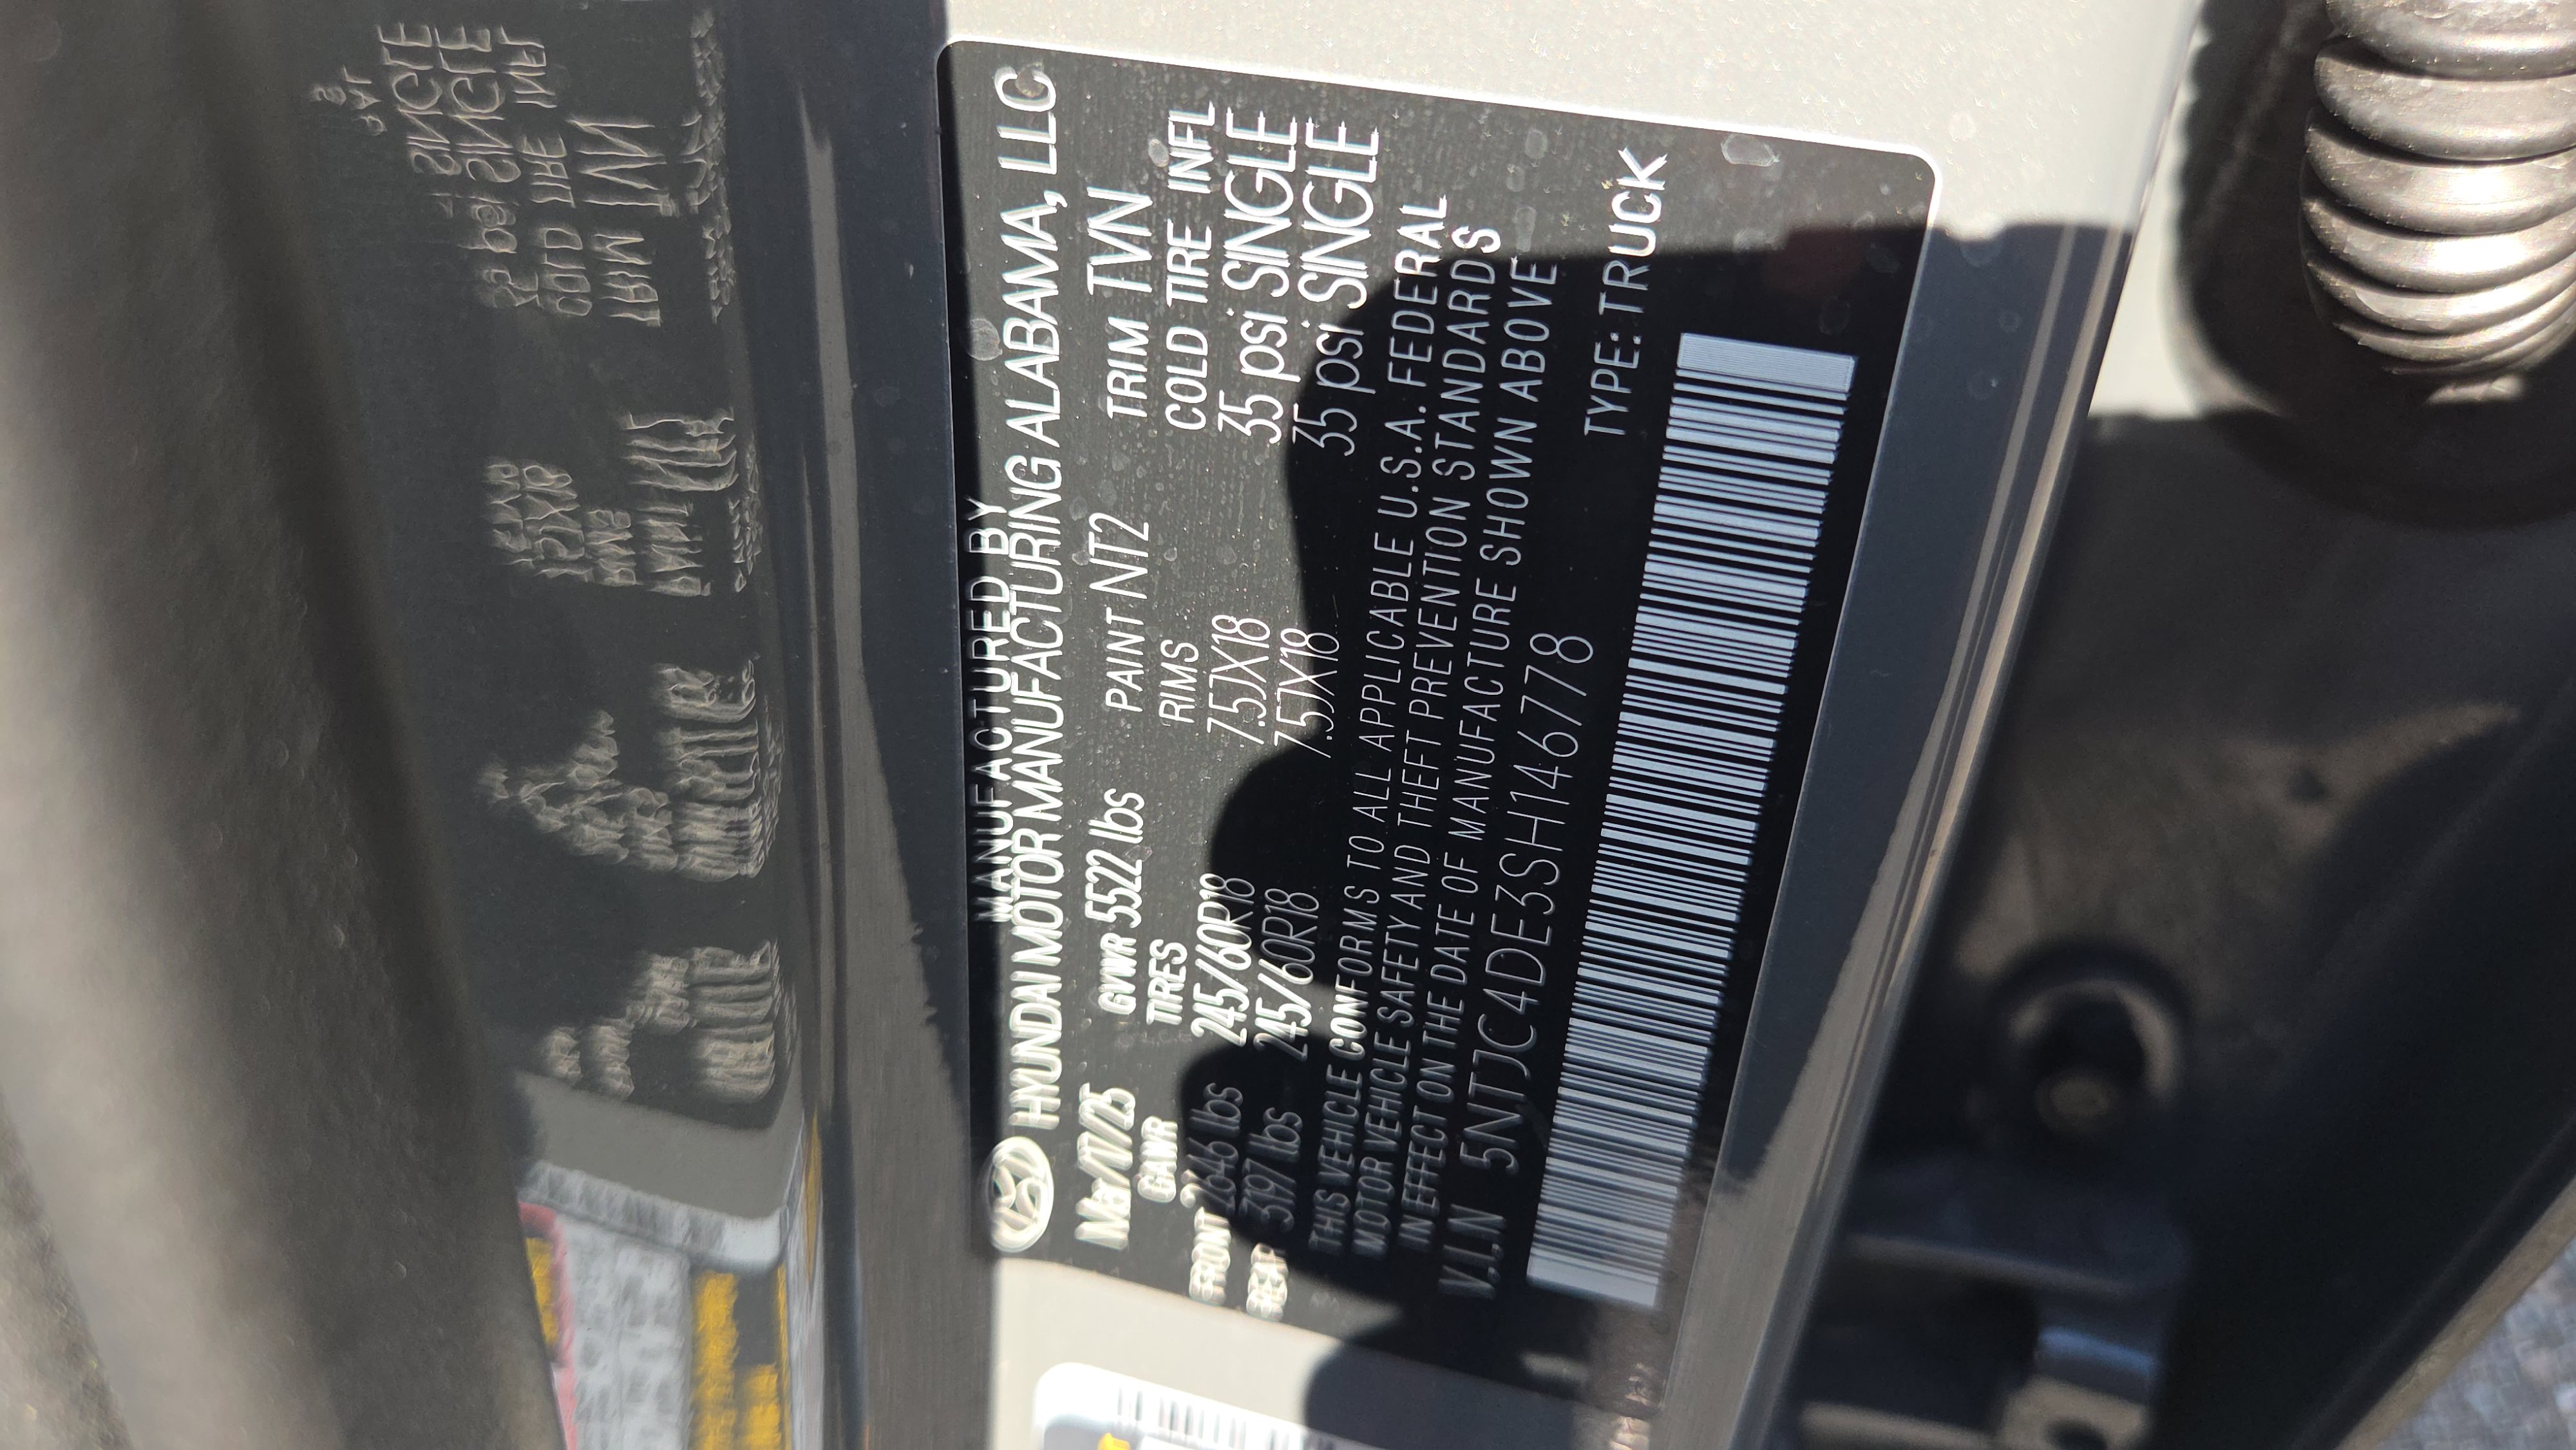 MANUFACTURED BY
HYUNDAI MOTOR MANUFACTURING ALABAMA, LLC
GVWR 5522 lbs PAINT NT2 TRIM TVN
GAWR TIRES RIMS COLD TIRE INFL
FRONT 2646 lbs 245/60R18 7.5JX18 35 psi SINGLE
REAR 3197 lbs 245/60R18 7.5JX18 35 psi SINGLE
THIS VEHICLE CONFORMS TO ALL APPLICABLE U.S.A. FEDERAL
MOTOR VEHICLE SAFETY AND THEFT PREVENTION STANDARDS
IN EFFECT ON THE DATE OF MANUFACTURE SHOWN ABOVE
V.I.N 5NTJC4DE3SH146778 TYPE: TRUCK